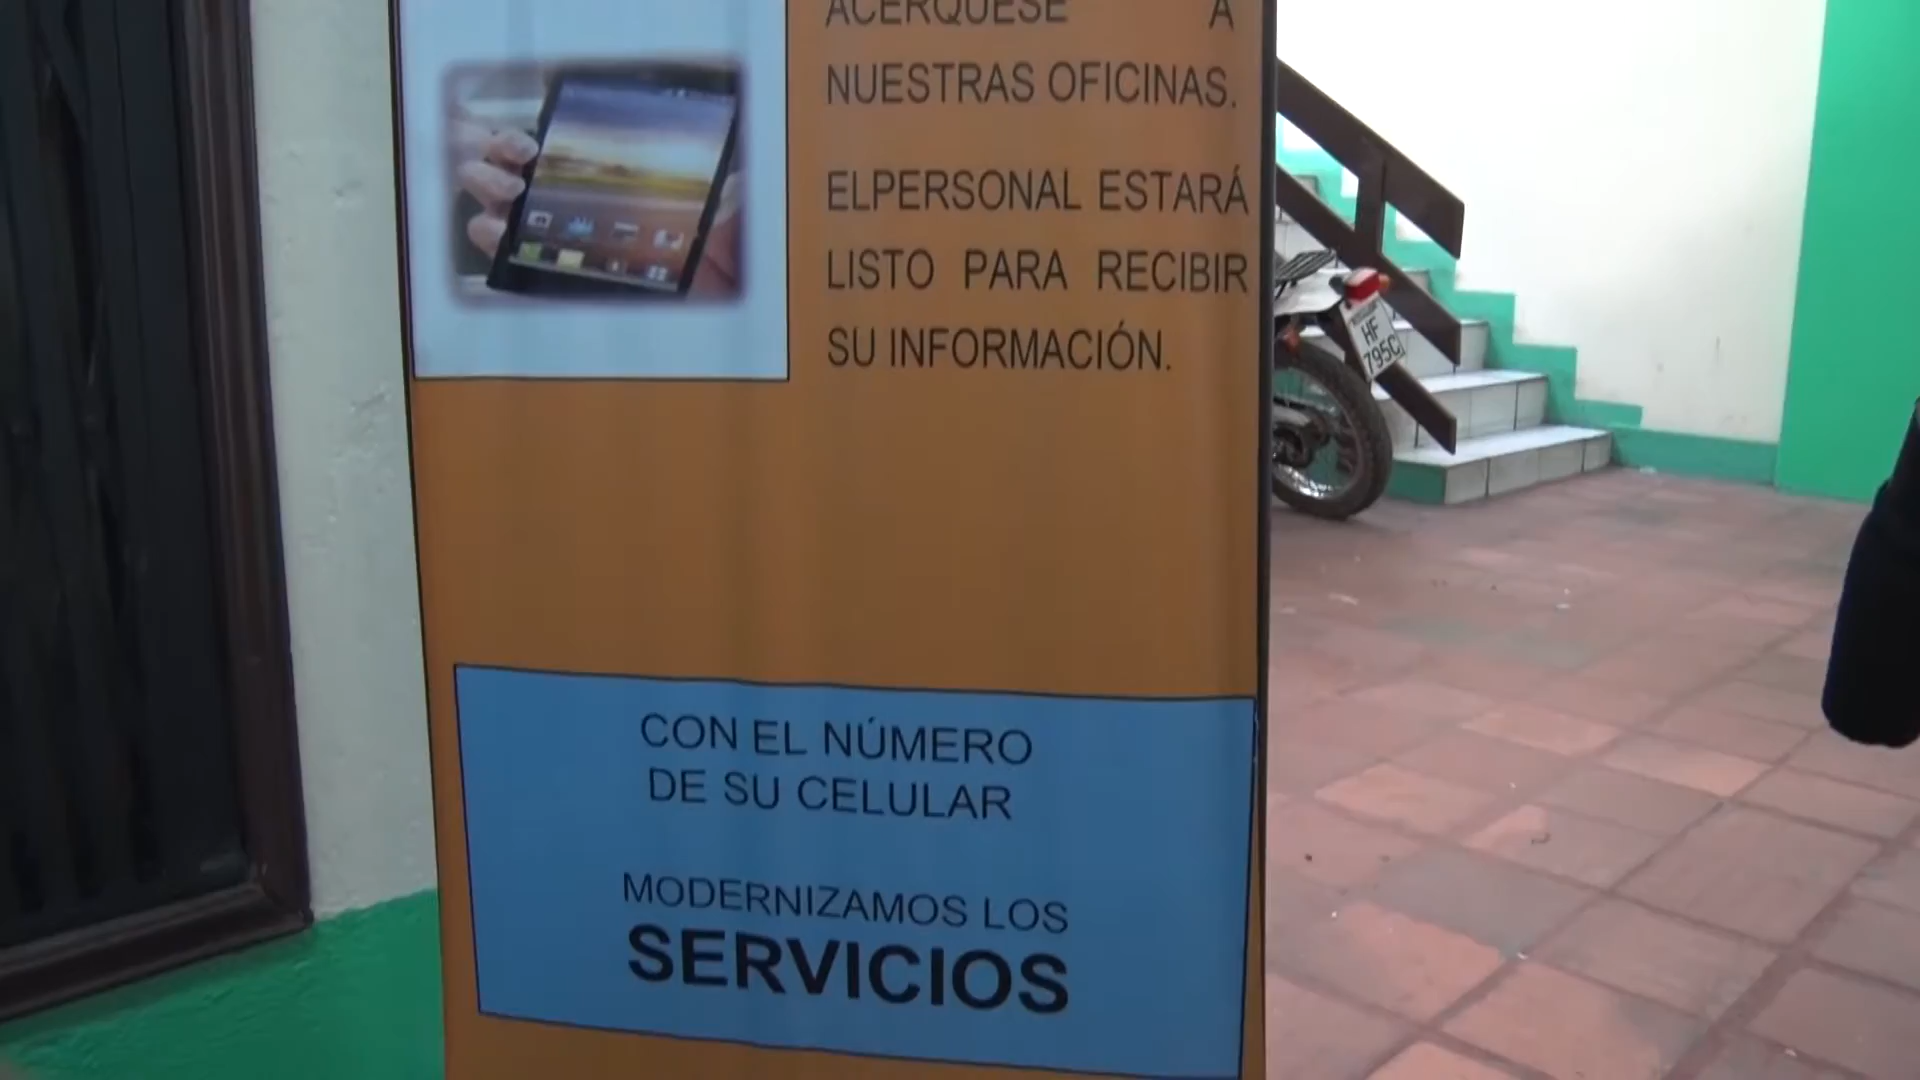 ACÉRQUESE A
NUESTRAS OFICINAS.
ELPERSONAL ESTARÁ
LISTO PARA RECIBIR
SU INFORMACIÓN.
HF
795C
CON EL NÚMERO
DE SU CELULAR
MODERNIZAMOS LOS
SERVICIOS